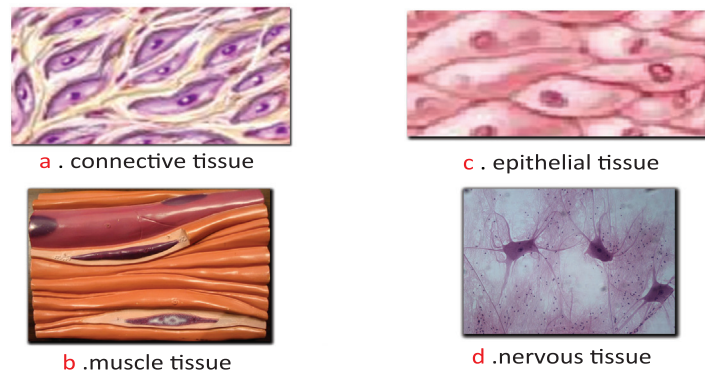 a . connective tissue
c . epithelial tissue
b .muscle tissue
d .nervous tissue